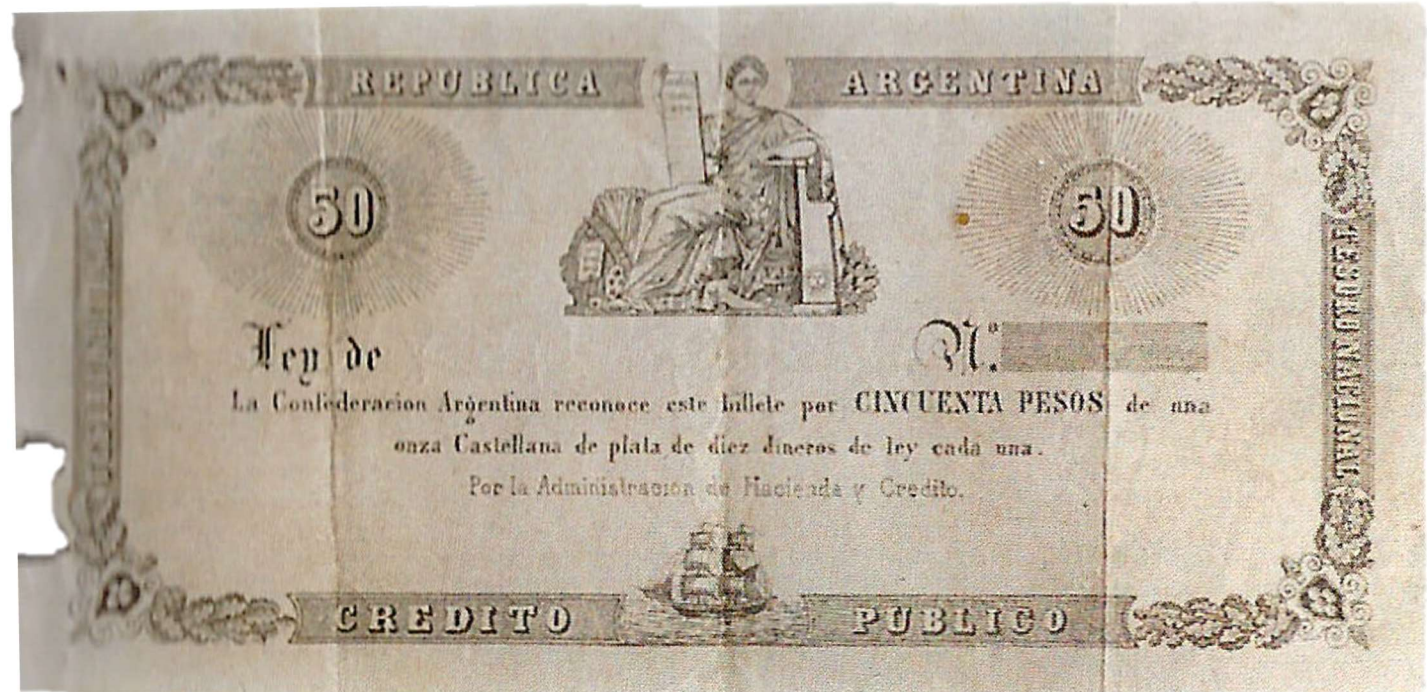 REPUBLICA ARGENTINA
50 50
Ley de N.º
La Confederacion Argentina reconoce este billete por CINCUENTA PESOS de una
onza Castellana de plata de diez dineros de ley cada una.
Por la Administracion de Hacienda y Credito.
CREDITO PUBLICO
TESORO NATIONAL